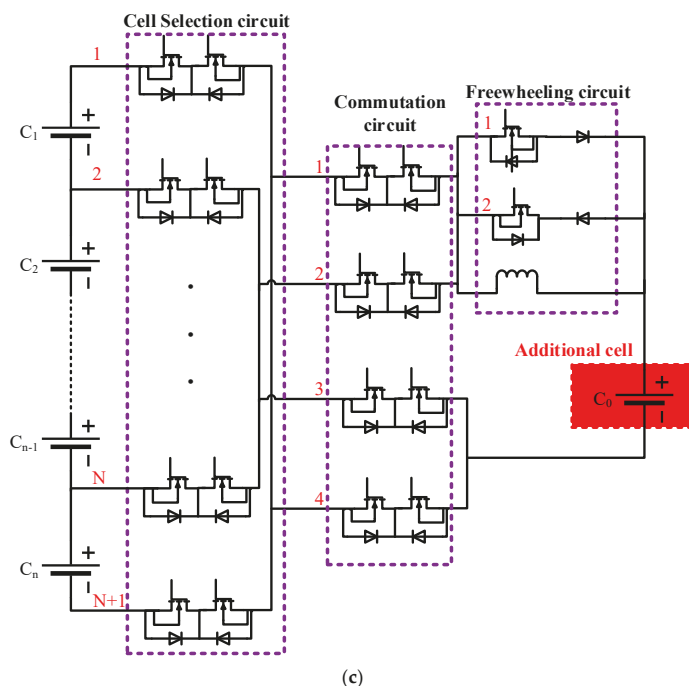 Cell Selection circuit
Commutation
circuit
Freewheeling circuit
1
+
C1
−
2
+
C2
−
+
Cn-1
−
N
+
Cn
−
N+1
1
2
3
4
1
2
Additional cell
+
C0
−
(c)